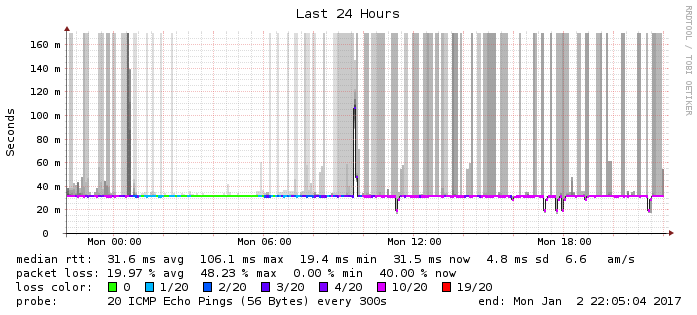 Last 24 Hours
RRDTOOL / TOBI OETIKER
Seconds
160 m
140 m
120 m
100 m
80 m
60 m
40 m
20 m
0
Mon 00:00 Mon 06:00 Mon 12:00 Mon 18:00
median rtt: 31.6 ms avg 106.1 ms max 19.4 ms min 31.5 ms now 4.8 ms sd 6.6 am/s
packet loss: 19.97 % avg 48.23 % max 0.00 % min 40.00 % now
loss color: 0 1/20 2/20 3/20 4/20 10/20 19/20
probe: 20 ICMP Echo Pings (56 Bytes) every 300s end: Mon Jan 2 22:05:04 2017